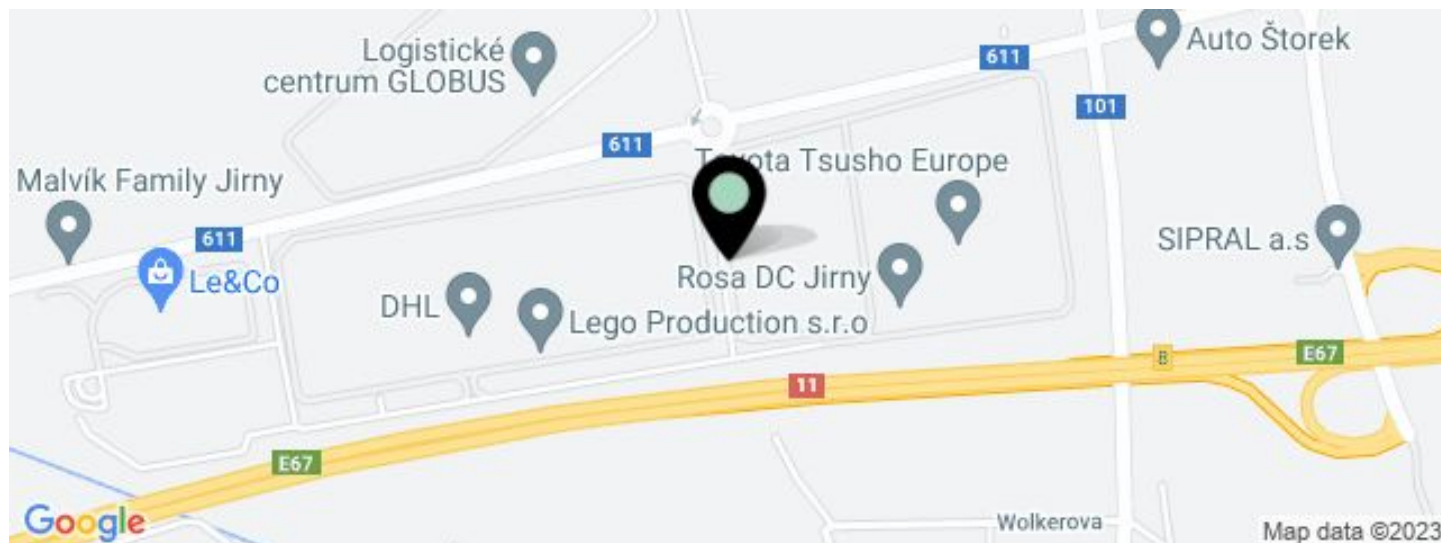 Logistické
centrum GLOBUS
Auto Štorek
611
101
611
Toyota Tsusho Europe
Malvík Family Jirny
611
SIPRAL a.s
Le&Co
Rosa DC Jirny
DHL
Lego Production s.r.o
E67
8
11
E67
Wolkerova
Google
Map data ©2023